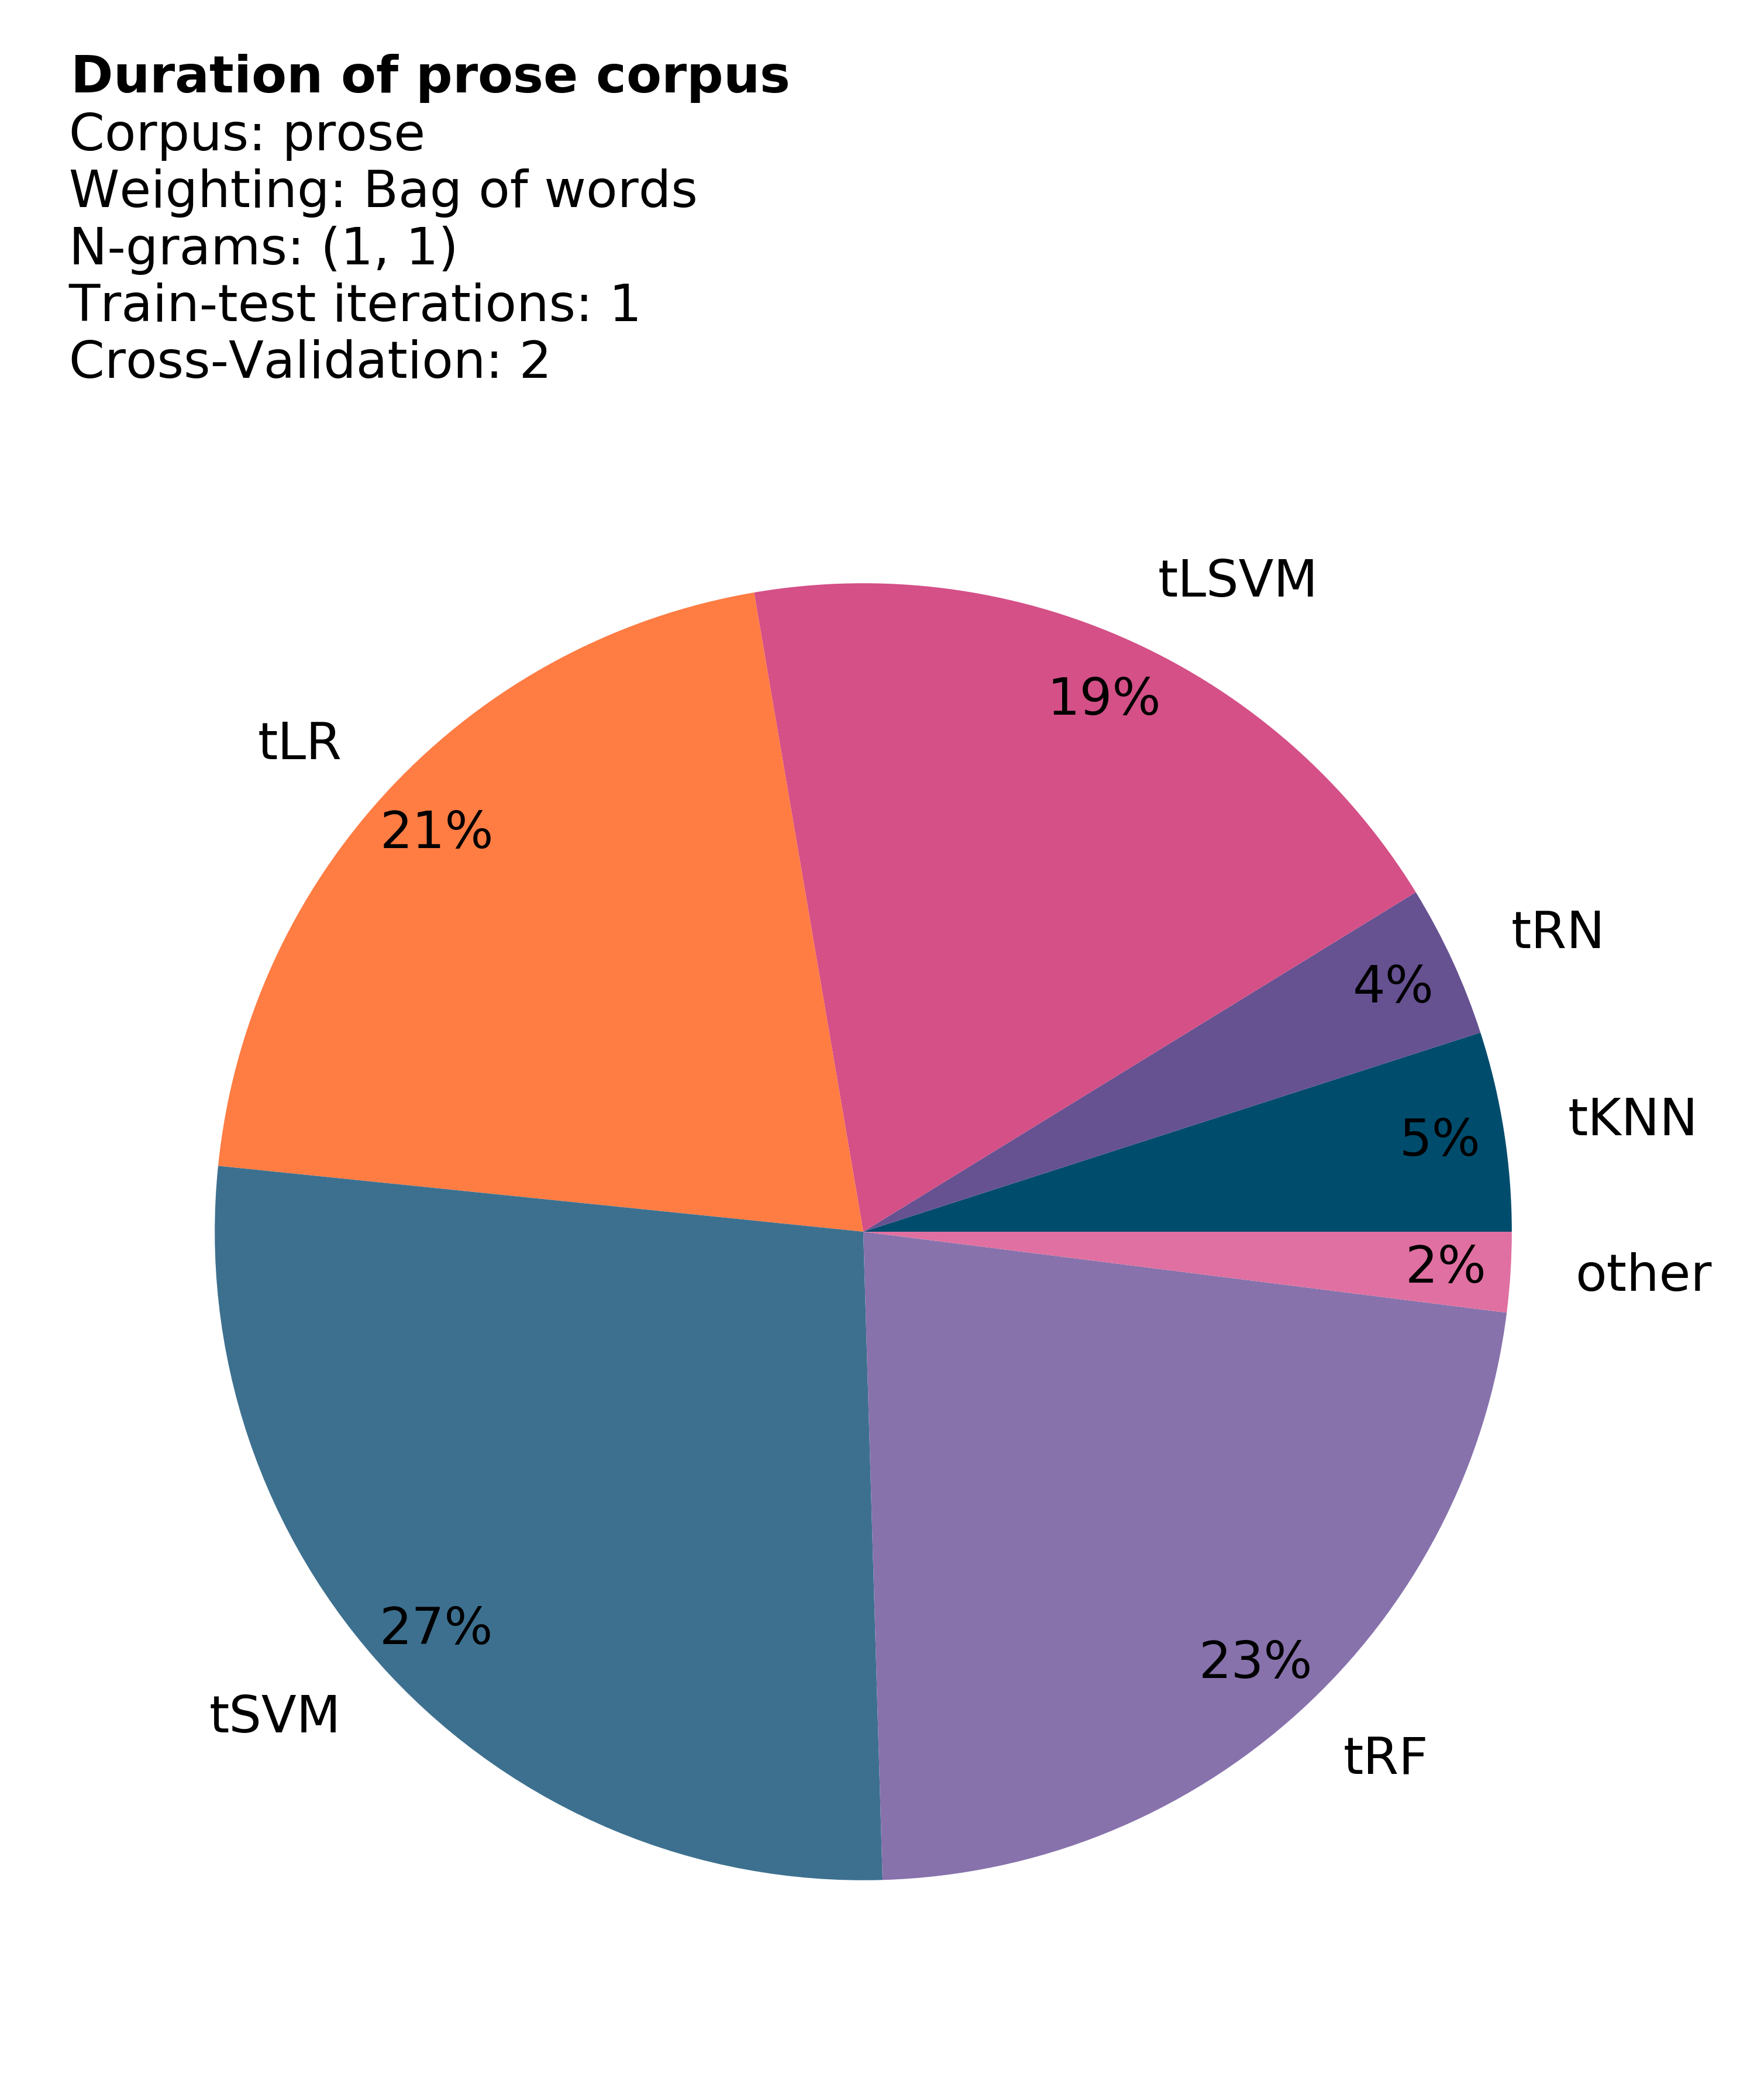 Duration of prose corpus
Corpus: prose
Weighting: Bag of words
N-grams: (1, 1)
Train-test iterations: 1
Cross-Validation: 2
tLSVM
19%
tLR
21%
tRN
4%
tKNN
5%
2%
other
27%
tSVM
23%
tRF